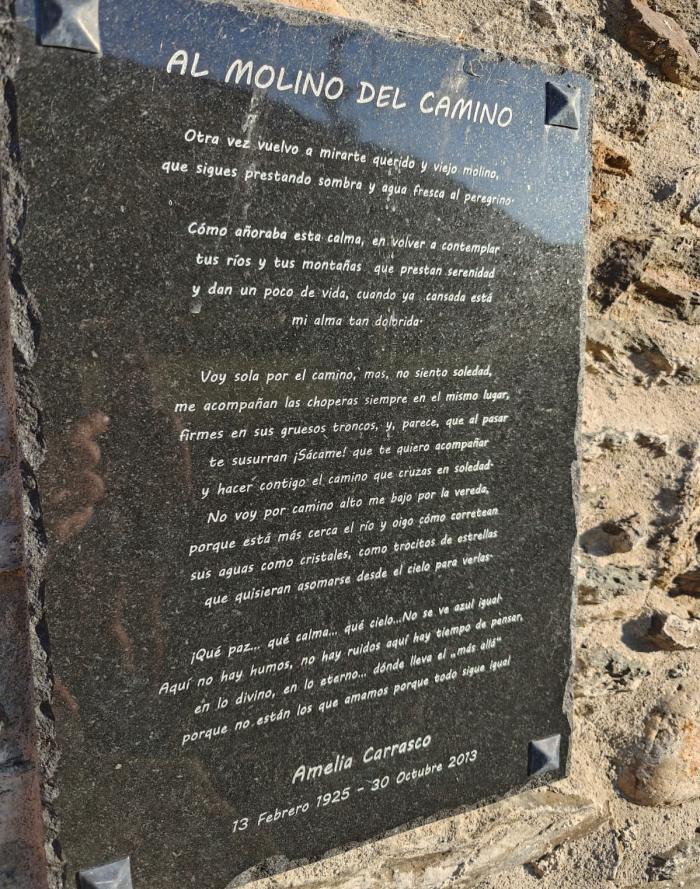 AL MOLINO DEL CAMINO
Otra vez vuelvo a mirarte querido y viejo molino,
que sigues prestando sombra y agua fresca al peregrino.
Cómo añoraba esta calma, en volver a contemplar
tus ríos y tus montañas que prestan serenidad
y dan un poco de vida, cuando ya cansada está
mi alma tan dolorida.
Voy sola por el camino, mas, no siento soledad,
me acompañan las choperas siempre en el mismo lugar,
firmes en sus gruesos troncos, y, parece, que al pasar
te susurran ¡Sácame! que te quiero acompañar
y hacer contigo el camino que cruzas en soledad.
No voy por camino alto me bajo por la vereda,
porque está más cerca el río y oigo cómo corretean
sus aguas como cristales, como trocitos de estrellas
que quisieran asomarse desde el cielo para verlas.
¡Qué paz... qué calma... qué cielo...No se ve azul igual.
Aquí no hay humos, no hay ruidos aquí hay tiempo de pensar,
en lo divino, en lo eterno... dónde lleva el „más allá"
porque no están los que amamos porque todo sigue igual
Amelia Carrasco
13 Febrero 1925 - 30 Octubre 2013